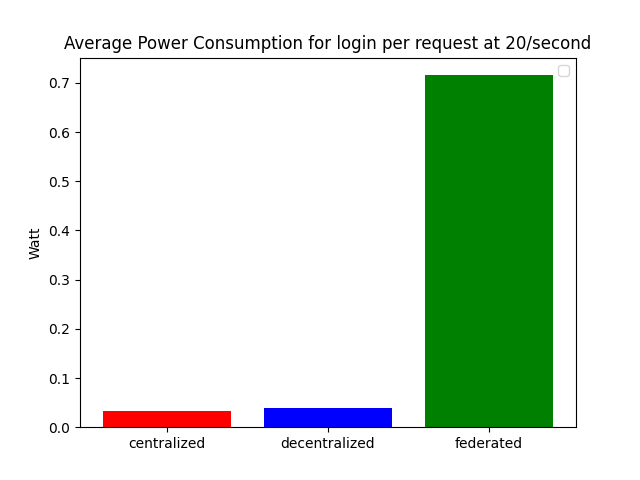 Average Power Consumption for login per request at 20/second
0.7
0.6
0.5
0.4
0.3
0.2
0.1
0.0
Watt
centralized decentralized federated